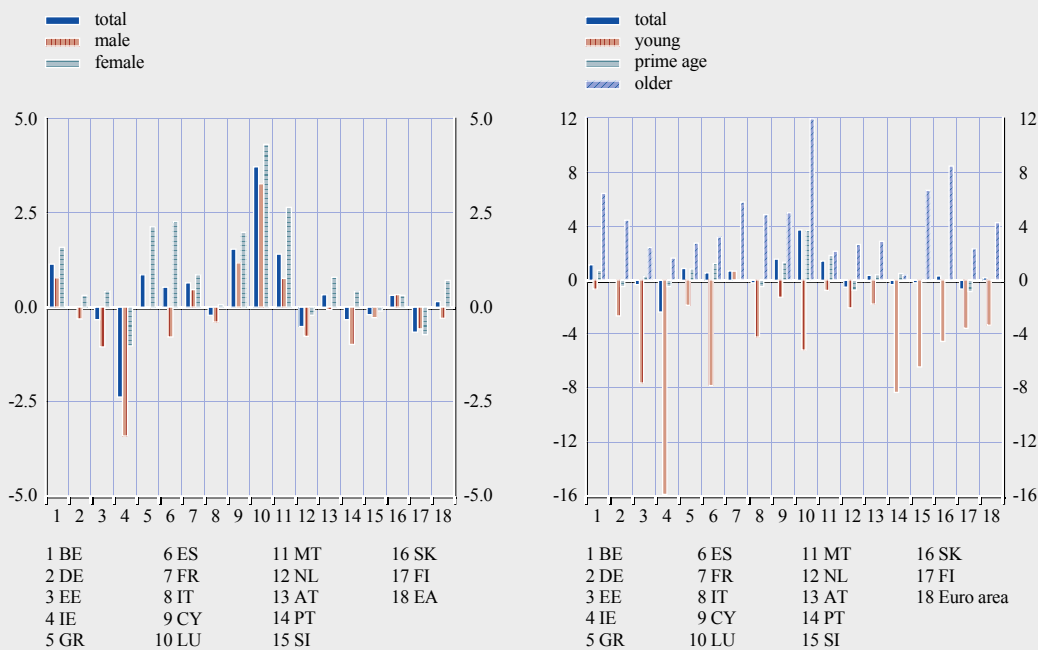 total
male
female
5.0 5.0
2.5 2.5
0.0 0.0
-2.5 -2.5
-5.0 -5.0
1 2 3 4 5 6 7 8 9 10 11 12 13 14 15 16 17 18
1 BE 6 ES 11 MT 16 SK
2 DE 7 FR 12 NL 17 FI
3 EE 8 IT 13 AT 18 EA
4 IE 9 CY 14 PT
5 GR 10 LU 15 SI
total
young
prime age
older
12 12
8 8
4 4
0 0
-4 -4
-8 -8
-12 -12
-16 -16
1 2 3 4 5 6 7 8 9 10 11 12 13 14 15 16 17 18
1 BE 6 ES 11 MT 16 SK
2 DE 7 FR 12 NL 17 FI
3 EE 8 IT 13 AT 18 Euro area
4 IE 9 CY 14 PT
5 GR 10 LU 15 SI